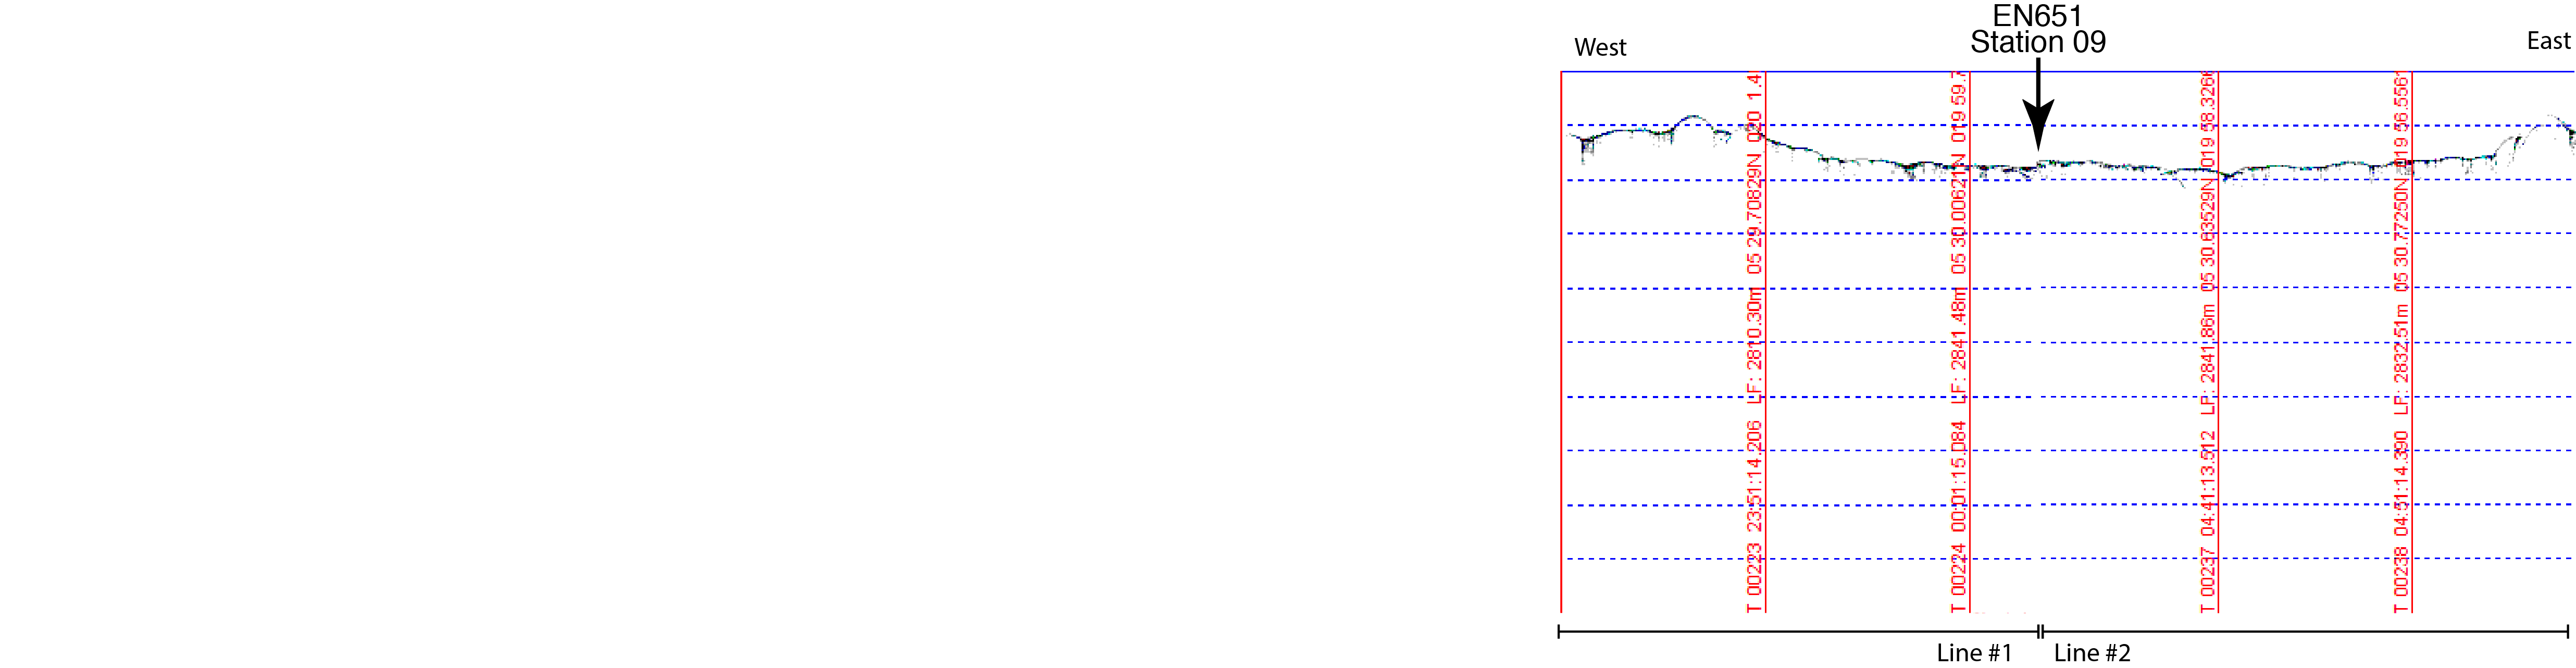 EN651
Station 09
West
East
T 00223 23:51:14.206 LF: 2810.30m 05 29.70829N 020 1.4
T 00224 00:01:15.084 LF: 2841.48m 05 30.00621N 019 59.7
T 00237 04:41:13.512 LF: 2841.86m 05 30.63529N 019 58.326
T 00238 04:51:14.390 LF: 2832.51m 05 30.77250N 019 56.556
Line #1
Line #2